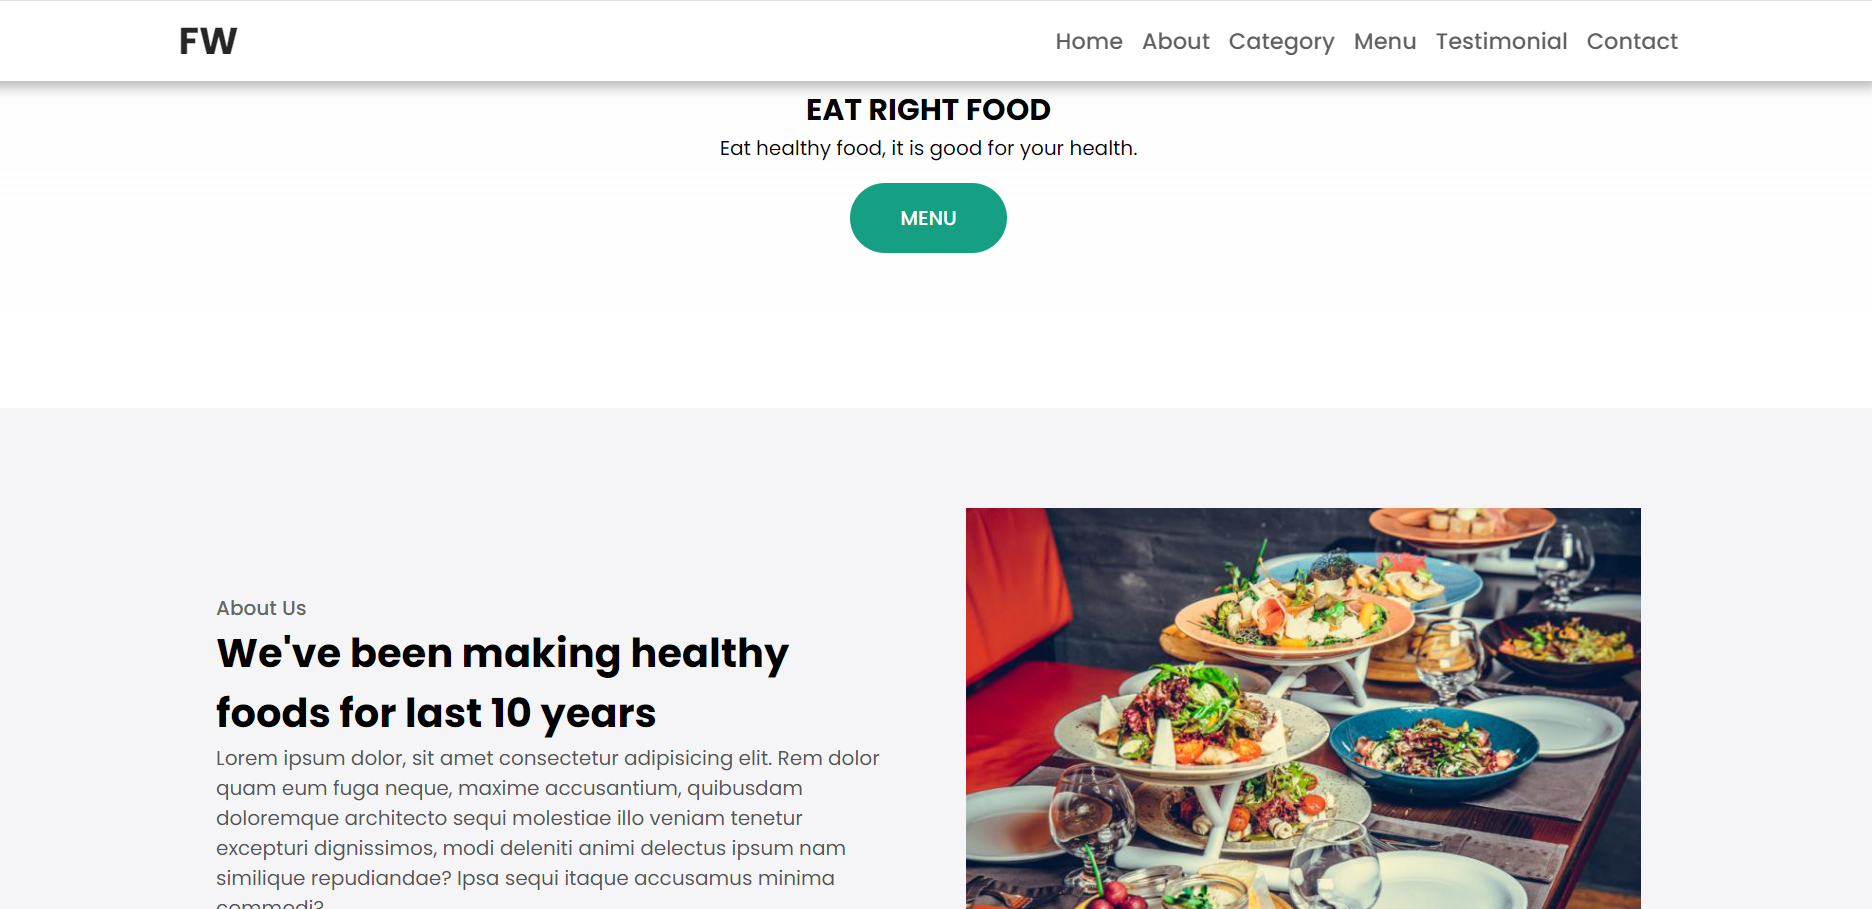 FW
Home About Category Menu Testimonial Contact
EAT RIGHT FOOD
Eat healthy food, it is good for your health.
MENU
About Us
We've been making healthy
foods for last 10 years
Lorem ipsum dolor, sit amet consectetur adipisicing elit. Rem dolor
quam eum fuga neque, maxime accusantium, quibusdam
doloremque architecto sequi molestiae illo veniam tenetur
excepturi dignissimos, modi deleniti animi delectus ipsum nam
similique repudiandae? Ipsa sequi itaque accusamus minima
commodi?